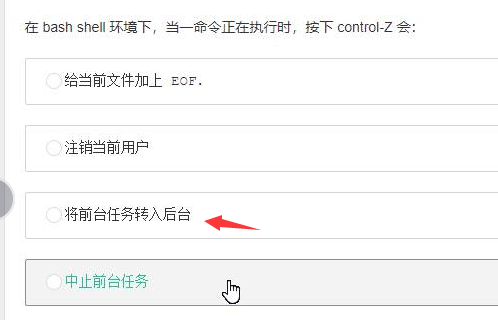 在 bash shell 环境下，当一命令正在执行时，按下 control-Z 会：
给当前文件加上 EOF.
注销当前用户
将前台任务转入后台
中止前台任务